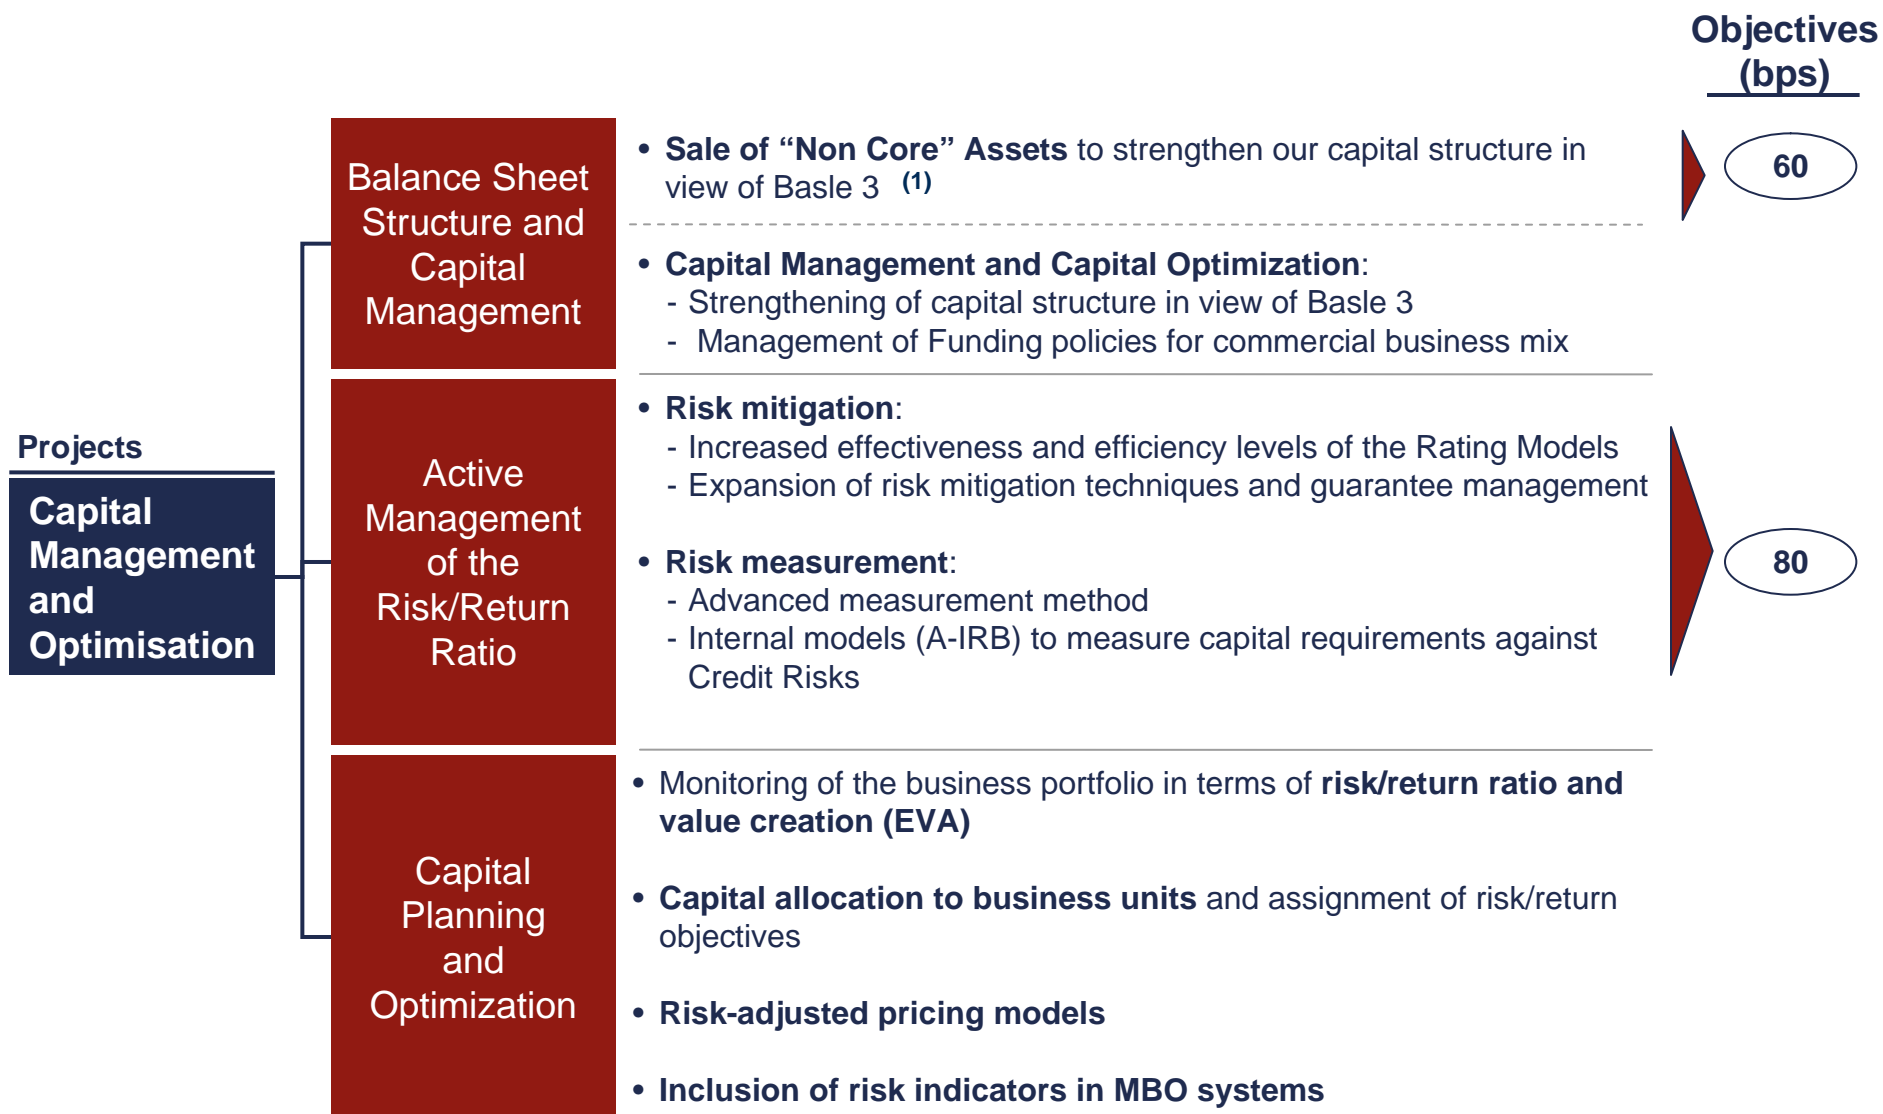 Objectives
(bps)
Projects
Capital
Management
and
Optimisation
Balance Sheet
Structure and
Capital
Management
• Sale of “Non Core” Assets to strengthen our capital structure in
view of Basle 3 (1)
60
• Capital Management and Capital Optimization:
- Strengthening of capital structure in view of Basle 3
- Management of Funding policies for commercial business mix
Active
Management
of the
Risk/Return
Ratio
• Risk mitigation:
- Increased effectiveness and efficiency levels of the Rating Models
- Expansion of risk mitigation techniques and guarantee management
• Risk measurement:
- Advanced measurement method
- Internal models (A-IRB) to measure capital requirements against
Credit Risks
80
Capital
Planning
and
Optimization
• Monitoring of the business portfolio in terms of risk/return ratio and
value creation (EVA)
• Capital allocation to business units and assignment of risk/return
objectives
• Risk-adjusted pricing models
• Inclusion of risk indicators in MBO systems